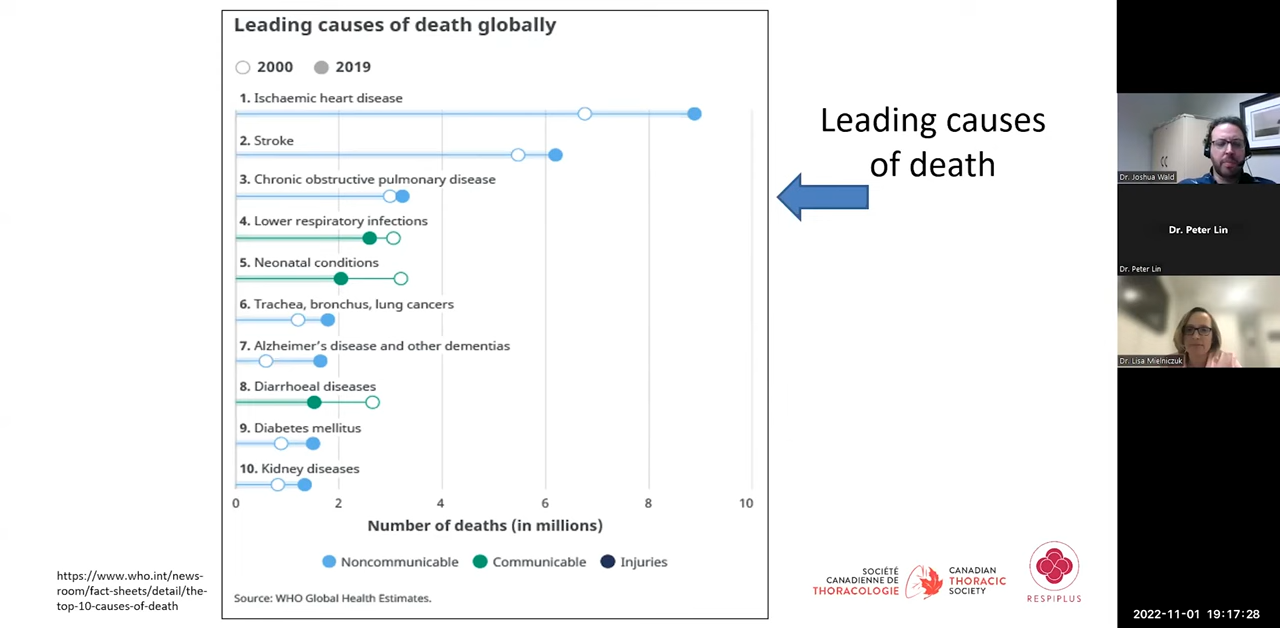 Leading causes of death globally
2000 2019
1. Ischaemic heart disease
2. Stroke
3. Chronic obstructive pulmonary disease
4. Lower respiratory infections
5. Neonatal conditions
6. Trachea, bronchus, lung cancers
7. Alzheimer's disease and other dementias
8. Diarrhoeal diseases
9. Diabetes mellitus
10. Kidney diseases
0 2 4 6 8 10
Number of deaths (in millions)
Noncommunicable Communicable Injuries
Source: WHO Global Health Estimates.
https://www.who.int/news-
room/fact-sheets/detail/the-
top-10-causes-of-death
Leading causes
of death
SOCIÉTÉ
CANADIENNE DE
THORACOLOGIE
CANADIAN
THORACIC
SOCIETY
RESPIPLUS
Dr. Joshua Wald
Dr. Peter Lin
Dr. Peter Lin
Dr. Lisa Mielniczuk
2022-11-01 19:17:28